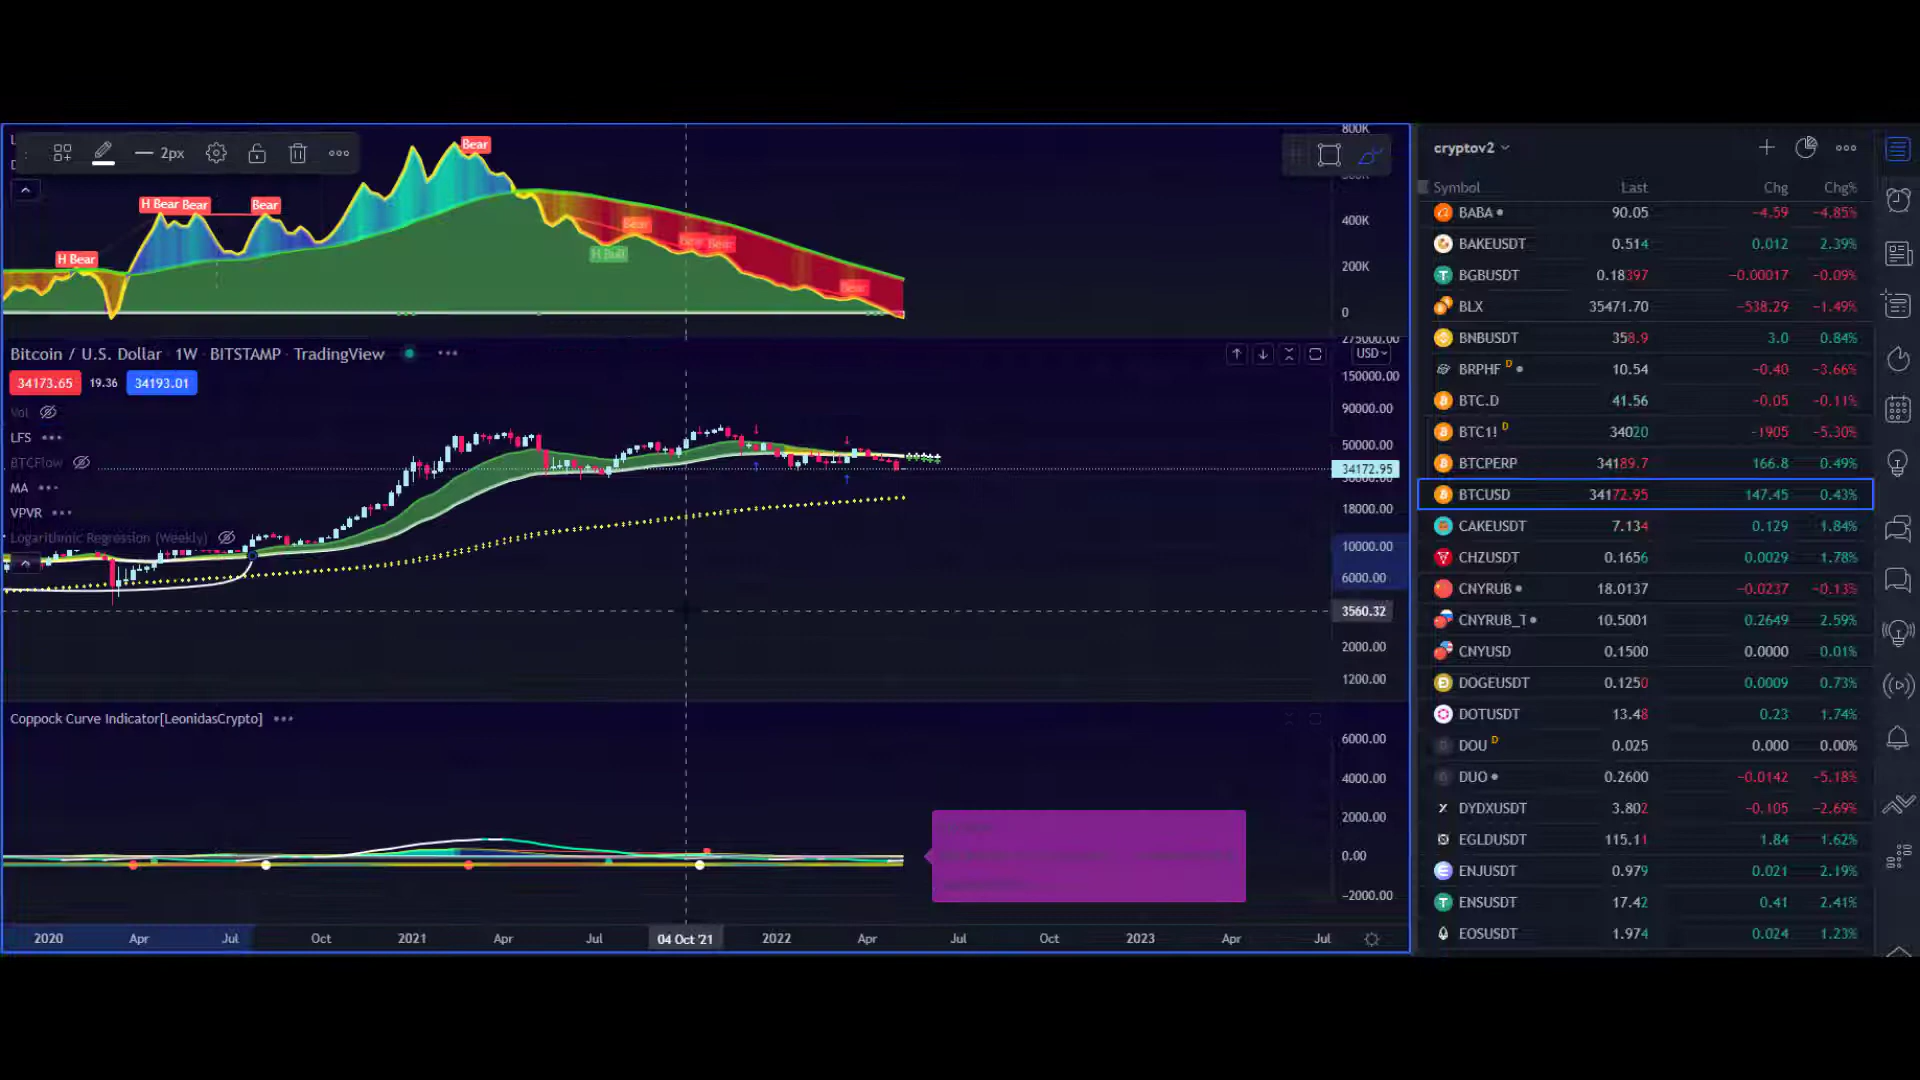 2px
Bear
H Bear Bear
Bear
H Bear
Bear
H Bull
Bear Bear
Bear
800K
400K
200K
0
Bitcoin / U.S. Dollar · 1W · BITSTAMP · TradingView
34173.65 19.36 34193.01
Vol
LFS
BTCFlow
MA
VPVR
Logarithmic Regression (Weekly)
275000.00
USD
150000.00
90000.00
50000.00
34172.95
30000.00
18000.00
10000.00
6000.00
3560.32
2000.00
1200.00
Coppock Curve Indicator[LeonidasCrypto]
6000.00
4000.00
2000.00
0.00
−2000.00
2020 Apr Jul Oct 2021 Apr Jul 04 Oct '21 2022 Apr Jul Oct 2023 Apr Jul
cryptov2
Symbol Last Chg Chg%
BABA 90.05 −4.59 −4.85%
BAKEUSDT 0.514 0.012 2.39%
BGBUSDT 0.18397 −0.00017 −0.09%
BLX 35471.70 −538.29 −1.49%
BNBUSDT 358.9 3.0 0.84%
BRPHF D 10.54 −0.40 −3.66%
BTC.D 41.56 −0.05 −0.11%
BTC1! D 34020 −1905 −5.30%
BTCPERP 34189.7 166.8 0.49%
BTCUSD 34172.95 147.45 0.43%
CAKEUSDT 7.134 0.129 1.84%
CHZUSDT 0.1656 0.0029 1.78%
CNYRUB 18.0137 −0.0237 −0.13%
CNYRUB_T 10.5001 0.2649 2.59%
CNYUSD 0.1500 0.0000 0.01%
DOGEUSDT 0.1250 0.0009 0.73%
DOTUSDT 13.48 0.23 1.74%
DOU D 0.025 0.000 0.00%
DUO 0.2600 −0.0142 −5.18%
DYDXUSDT 3.802 −0.105 −2.69%
EGLDUSDT 115.11 1.84 1.62%
ENJUSDT 0.979 0.021 2.19%
ENSUSDT 17.42 0.41 2.41%
EOSUSDT 1.974 0.024 1.23%